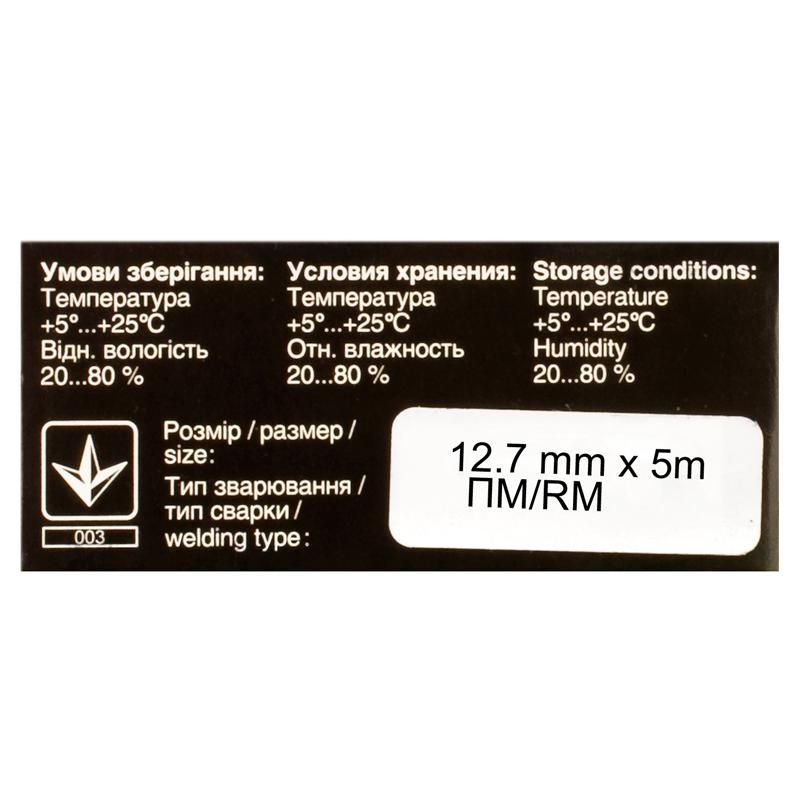 Умови зберігання:
Температура
+5°...+25°C
Відн. вологість
20...80 %
Условия хранения:
Температура
+5°...+25°C
Отн. влажность
20...80 %
Storage conditions:
Temperature
+5°...+25°C
Humidity
20...80 %
003
Розмір / размер /
size:
Тип зварювання /
тип сварки /
welding type :
12.7 mm x 5m
ПМ/RM